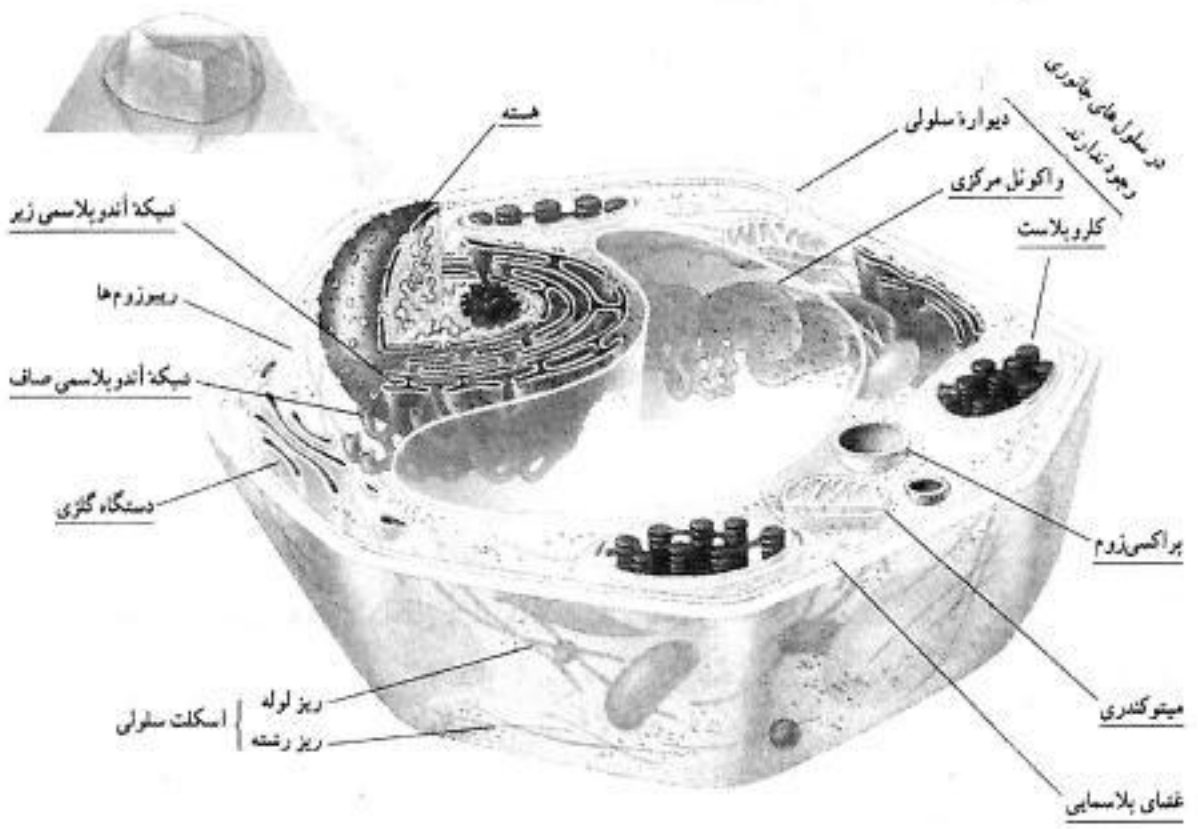 در سلول‌های جانوری
وجود ندارند.
دیوارهٔ سلولی
واکوئل مرکزی
کلروپلاست
هسته
شبکهٔ آندوپلاسمی زبر
ریبوزوم‌ها
شبکهٔ آندوپلاسمی صاف
دستگاه گلژی
پراکسی‌زوم
میتوکندری
غشای پلاسمایی
ریز لوله
اسکلت سلولی
ریز رشته